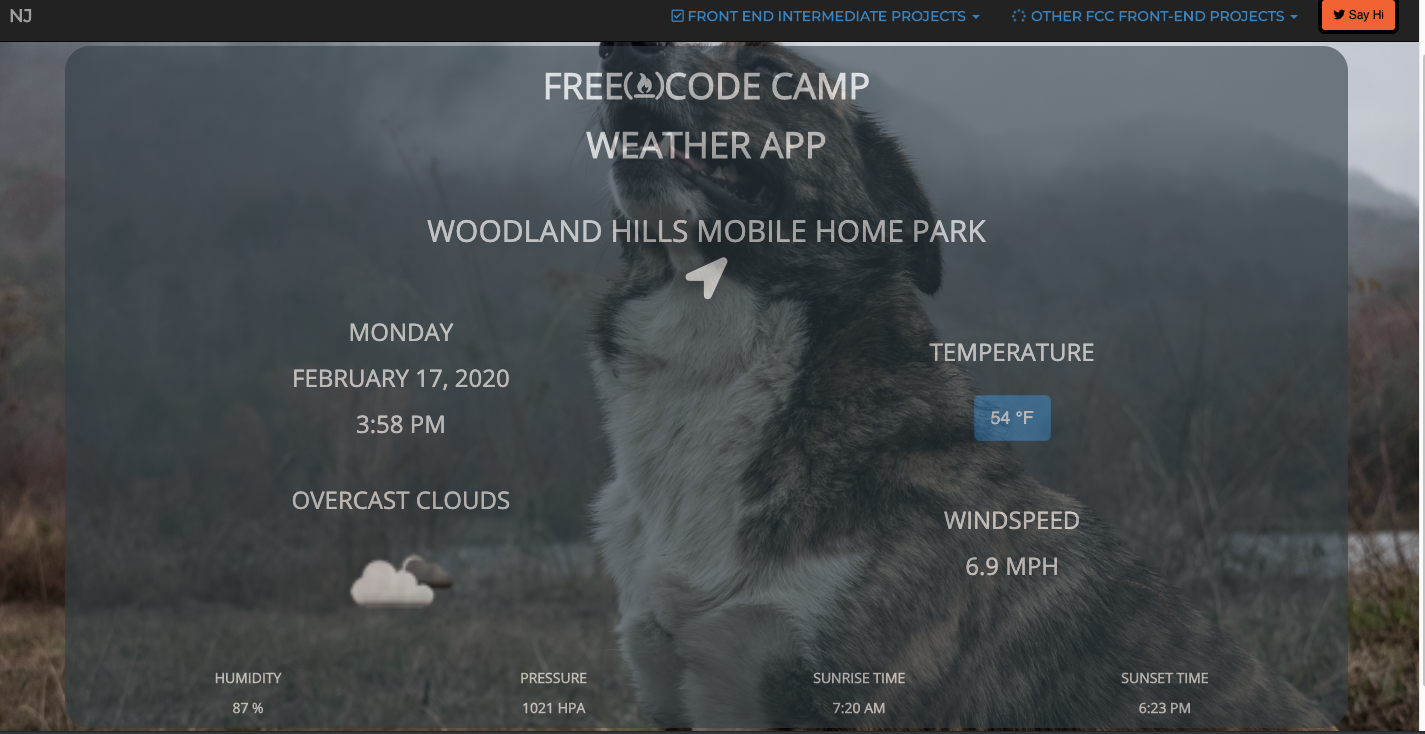 NJ
FRONT END INTERMEDIATE PROJECTS
OTHER FCC FRONT-END PROJECTS
Say Hi
FREE CODE CAMP
WEATHER APP
WOODLAND HILLS MOBILE HOME PARK
MONDAY
FEBRUARY 17, 2020
3:58 PM
OVERCAST CLOUDS
TEMPERATURE
54 °F
WINDSPEED
6.9 MPH
HUMIDITY
87 %
PRESSURE
1021 HPA
SUNRISE TIME
7:20 AM
SUNSET TIME
6:23 PM